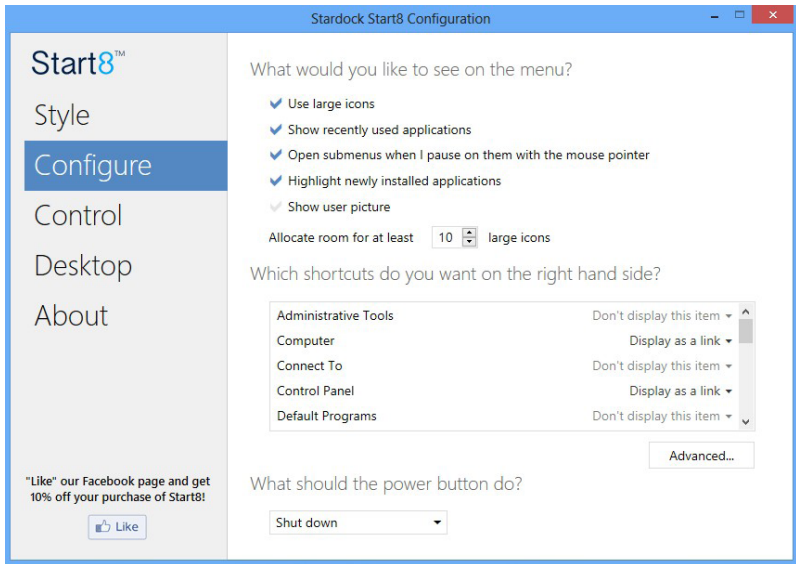 Stardock Start8 Configuration
Start8™
Style
Configure
Control
Desktop
About
"Like" our Facebook page and get
10% off your purchase of Start8!
Like
What would you like to see on the menu?
Use large icons
Show recently used applications
Open submenus when I pause on them with the mouse pointer
Highlight newly installed applications
Show user picture
Allocate room for at least 10 large icons
Which shortcuts do you want on the right hand side?
Administrative Tools Don't display this item
Computer Display as a link
Connect To Don't display this item
Control Panel Display as a link
Default Programs Don't display this item
Advanced...
What should the power button do?
Shut down